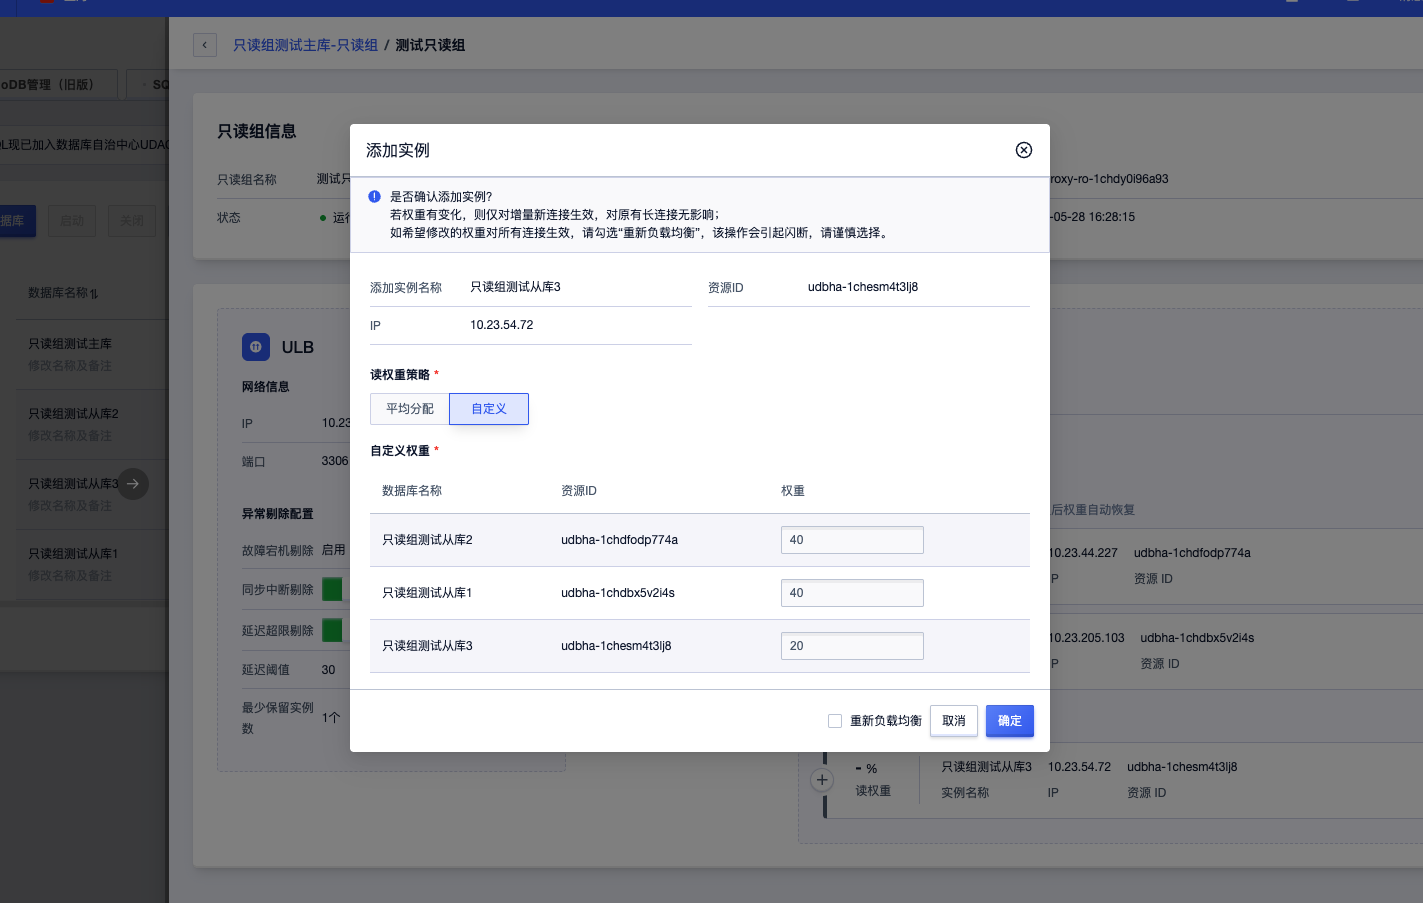 只读组测试主库-只读组 / 测试只读组
oDB管理（旧版）
SQ
L现已加入数据库自治中心UDA
据库
启动
关闭
数据库名称
只读组测试主库
修改名称及备注
只读组测试从库2
修改名称及备注
只读组测试从库3
修改名称及备注
只读组测试从库1
修改名称及备注
只读组信息
只读组名称 测试只
roxy-ro-1chdy0i96a93
状态 运行
-05-28 16:28:15
ULB
网络信息
IP 10.23
端口 3306
异常剔除配置
故障宕机剔除 启用
同步中断剔除
延迟超限剔除
延迟阈值 30
最少保留实例数 1个
添加实例
是否确认添加实例?
若权重有变化，则仅对增量新连接生效，对原有长连接无影响；
如希望修改的权重对所有连接生效，请勾选“重新负载均衡”，该操作会引起闪断，请谨慎选择。
添加实例名称 只读组测试从库3 资源ID udbha-1chesm4t3lj8
IP 10.23.54.72
读权重策略 *
平均分配 自定义
自定义权重 *
数据库名称 资源ID 权重
只读组测试从库2 udbha-1chdfodp774a 40
只读组测试从库1 udbha-1chdbx5v2i4s 40
只读组测试从库3 udbha-1chesm4t3lj8 20
重新负载均衡 取消 确定
后权重自动恢复
10.23.44.227 udbha-1chdfodp774a
P 资源 ID
10.23.205.103 udbha-1chdbx5v2i4s
P 资源 ID
- % 只读组测试从库3 10.23.54.72 udbha-1chesm4t3lj8
读权重 实例名称 IP 资源 ID